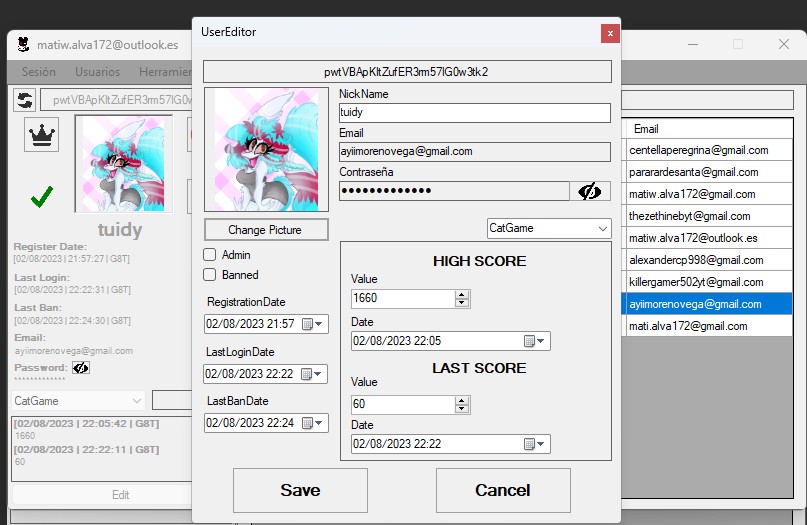 matiw.alva172@outlook.es
Sesión Usuarios Herramien
pwtVBApKItZufER3rm57IG0v
tuidy
Register Date:
[02/08/2023 | 21:57:27 | G8T]
Last Login:
[02/08/2023 | 22:22:31 | G8T]
Last Ban:
[02/08/2023 | 22:24:30 | G8T]
Email:
ayiimorenovega@gmail.com
Password:
*************
CatGame
[02/08/2023 | 22:05:42 | G8T]
1660
[02/08/2023 | 22:22:11 | G8T]
60
Edit
UserEditor
x
pwtVBApKItZufER3rm57IG0w3tk2
NickName
tuidy
Email
ayiimorenovega@gmail.com
Contraseña
●●●●●●●●●●●●●
Change Picture
CatGame
Admin
Banned
RegistrationDate
02/08/2023 21:57
LastLoginDate
02/08/2023 22:22
LastBanDate
02/08/2023 22:24
HIGH SCORE
Value
1660
Date
02/08/2023 22:05
LAST SCORE
Value
60
Date
02/08/2023 22:22
Save
Cancel
Email
centellaperegrina@gmail.com
pararardesanta@gmail.com
matiw.alva172@gmail.com
thezethinebyt@gmail.com
matiw.alva172@outlook.es
alexandercp998@gmail.com
killergamer502yt@gmail.com
ayiimorenovega@gmail.com
mati.alva172@gmail.com